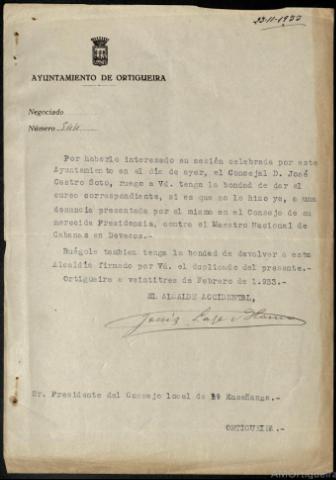 23-11-1933
AYUNTAMIENTO DE ORTIGUEIRA
Negociado
Número 544
Por haberlo interesado en sesión celebrada por este
Ayuntamiento en el día de ayer, el Consejal D. José
Castro Soto, ruego a Vd. tenga la bondad de dar el
curso correspondiente, si es que no lo hizo ya, a una
denuncia presentada por el mismo en el Consejo de su
merecida Presidencia, contra el Maestro Nacional de
Cabanas en Devesos.
Ruégole tambien tenga la bondad de devolver a esta
Alcaldía firmado por Vd. el duplicado del presente.-
Ortigueira a veintitres de Febrero de 1.933.-
EL ALCALDE ACCIDENTAL,
Jesús
Sr. Presidente del Consejo local de 1ª Enseñanza.-
ORTIGUEIRA.-
AMOrtigueira